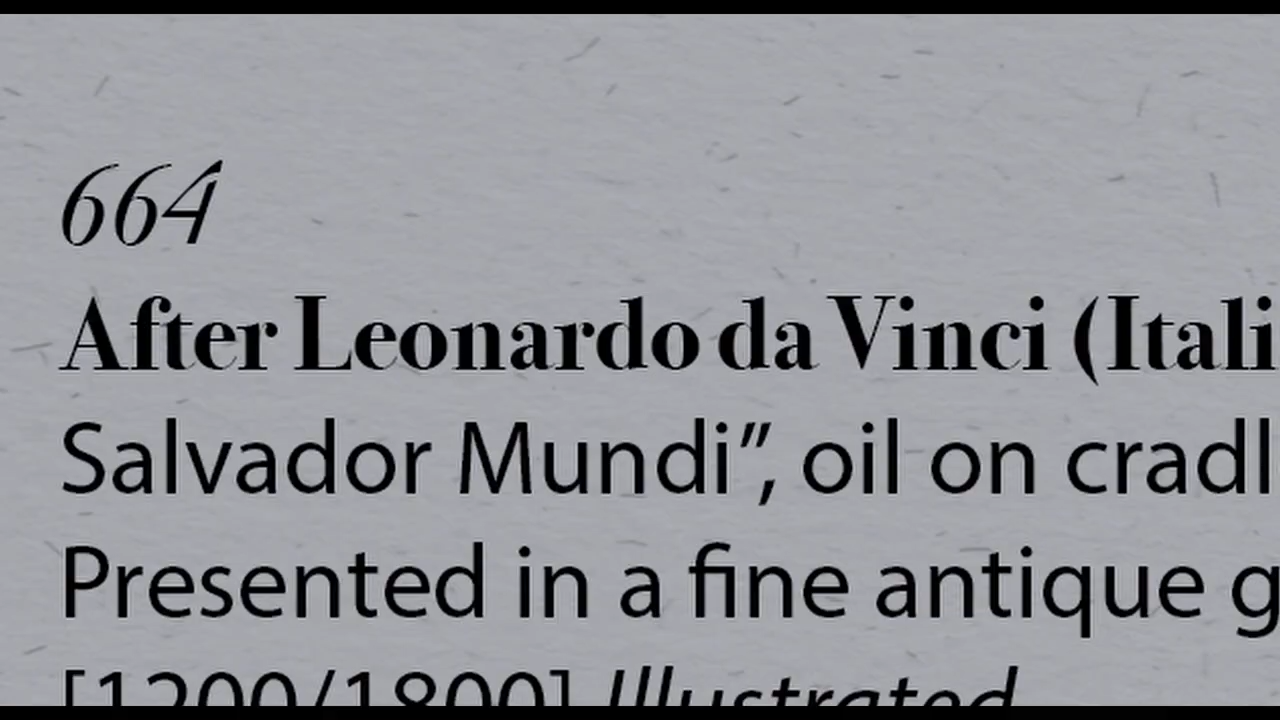 664
After Leonardo da Vinci (Itali
Salvador Mundi”, oil on cradl
Presented in a fine antique g
[1200/1800] Illustrated